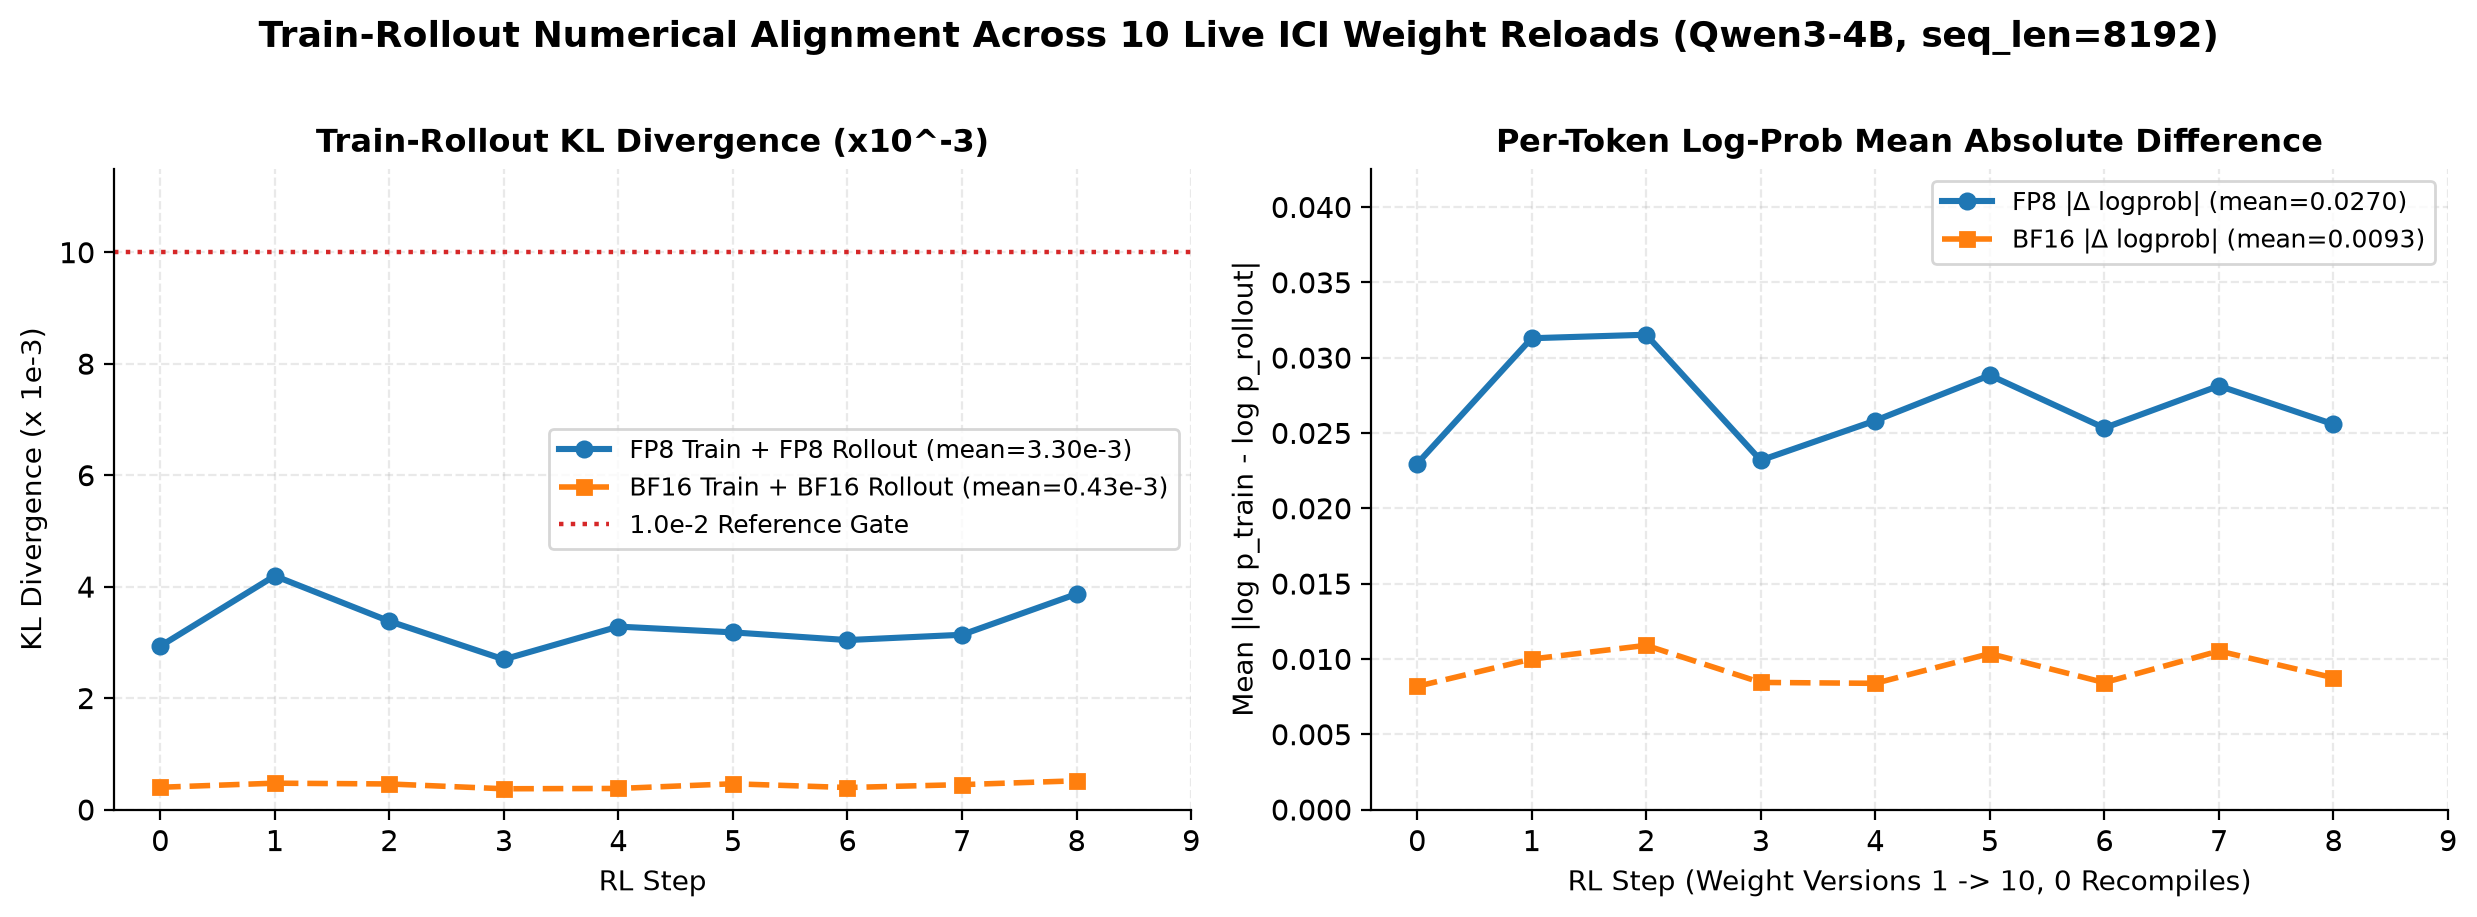 Train-Rollout Numerical Alignment Across 10 Live ICI Weight Reloads (Qwen3-4B, seq_len=8192)
Train-Rollout KL Divergence (x10^-3)
KL Divergence (x 1e-3)
10
8
6
4
2
0
FP8 Train + FP8 Rollout (mean=3.30e-3)
BF16 Train + BF16 Rollout (mean=0.43e-3)
1.0e-2 Reference Gate
0 1 2 3 4 5 6 7 8 9
RL Step
Per-Token Log-Prob Mean Absolute Difference
Mean |log p_train - log p_rollout|
0.040
0.035
0.030
0.025
0.020
0.015
0.010
0.005
0.000
FP8 |Δ logprob| (mean=0.0270)
BF16 |Δ logprob| (mean=0.0093)
0 1 2 3 4 5 6 7 8 9
RL Step (Weight Versions 1 -> 10, 0 Recompiles)